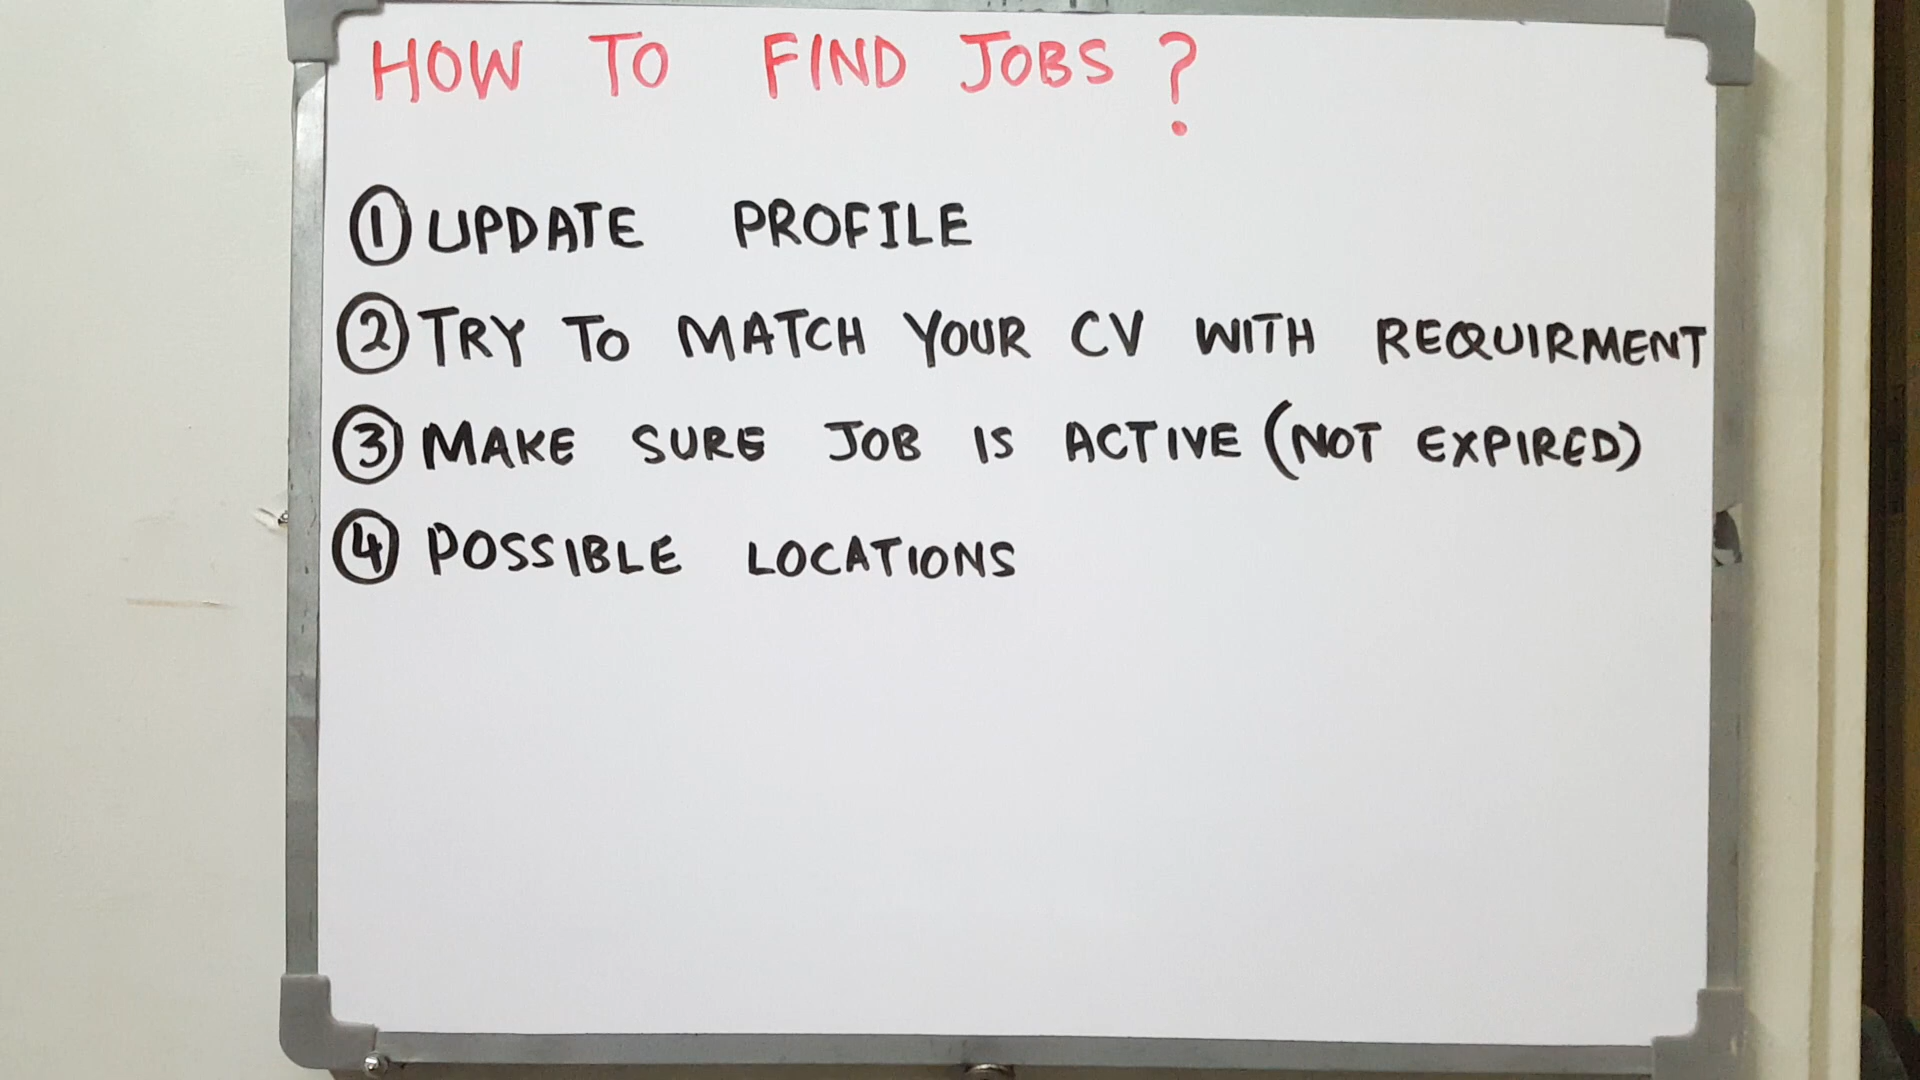 HOW TO FIND JOBS ?
① UPDATE PROFILE
② TRY TO MATCH YOUR CV WITH REQUIRMENT
③ MAKE SURE JOB IS ACTIVE (NOT EXPIRED)
④ POSSIBLE LOCATIONS